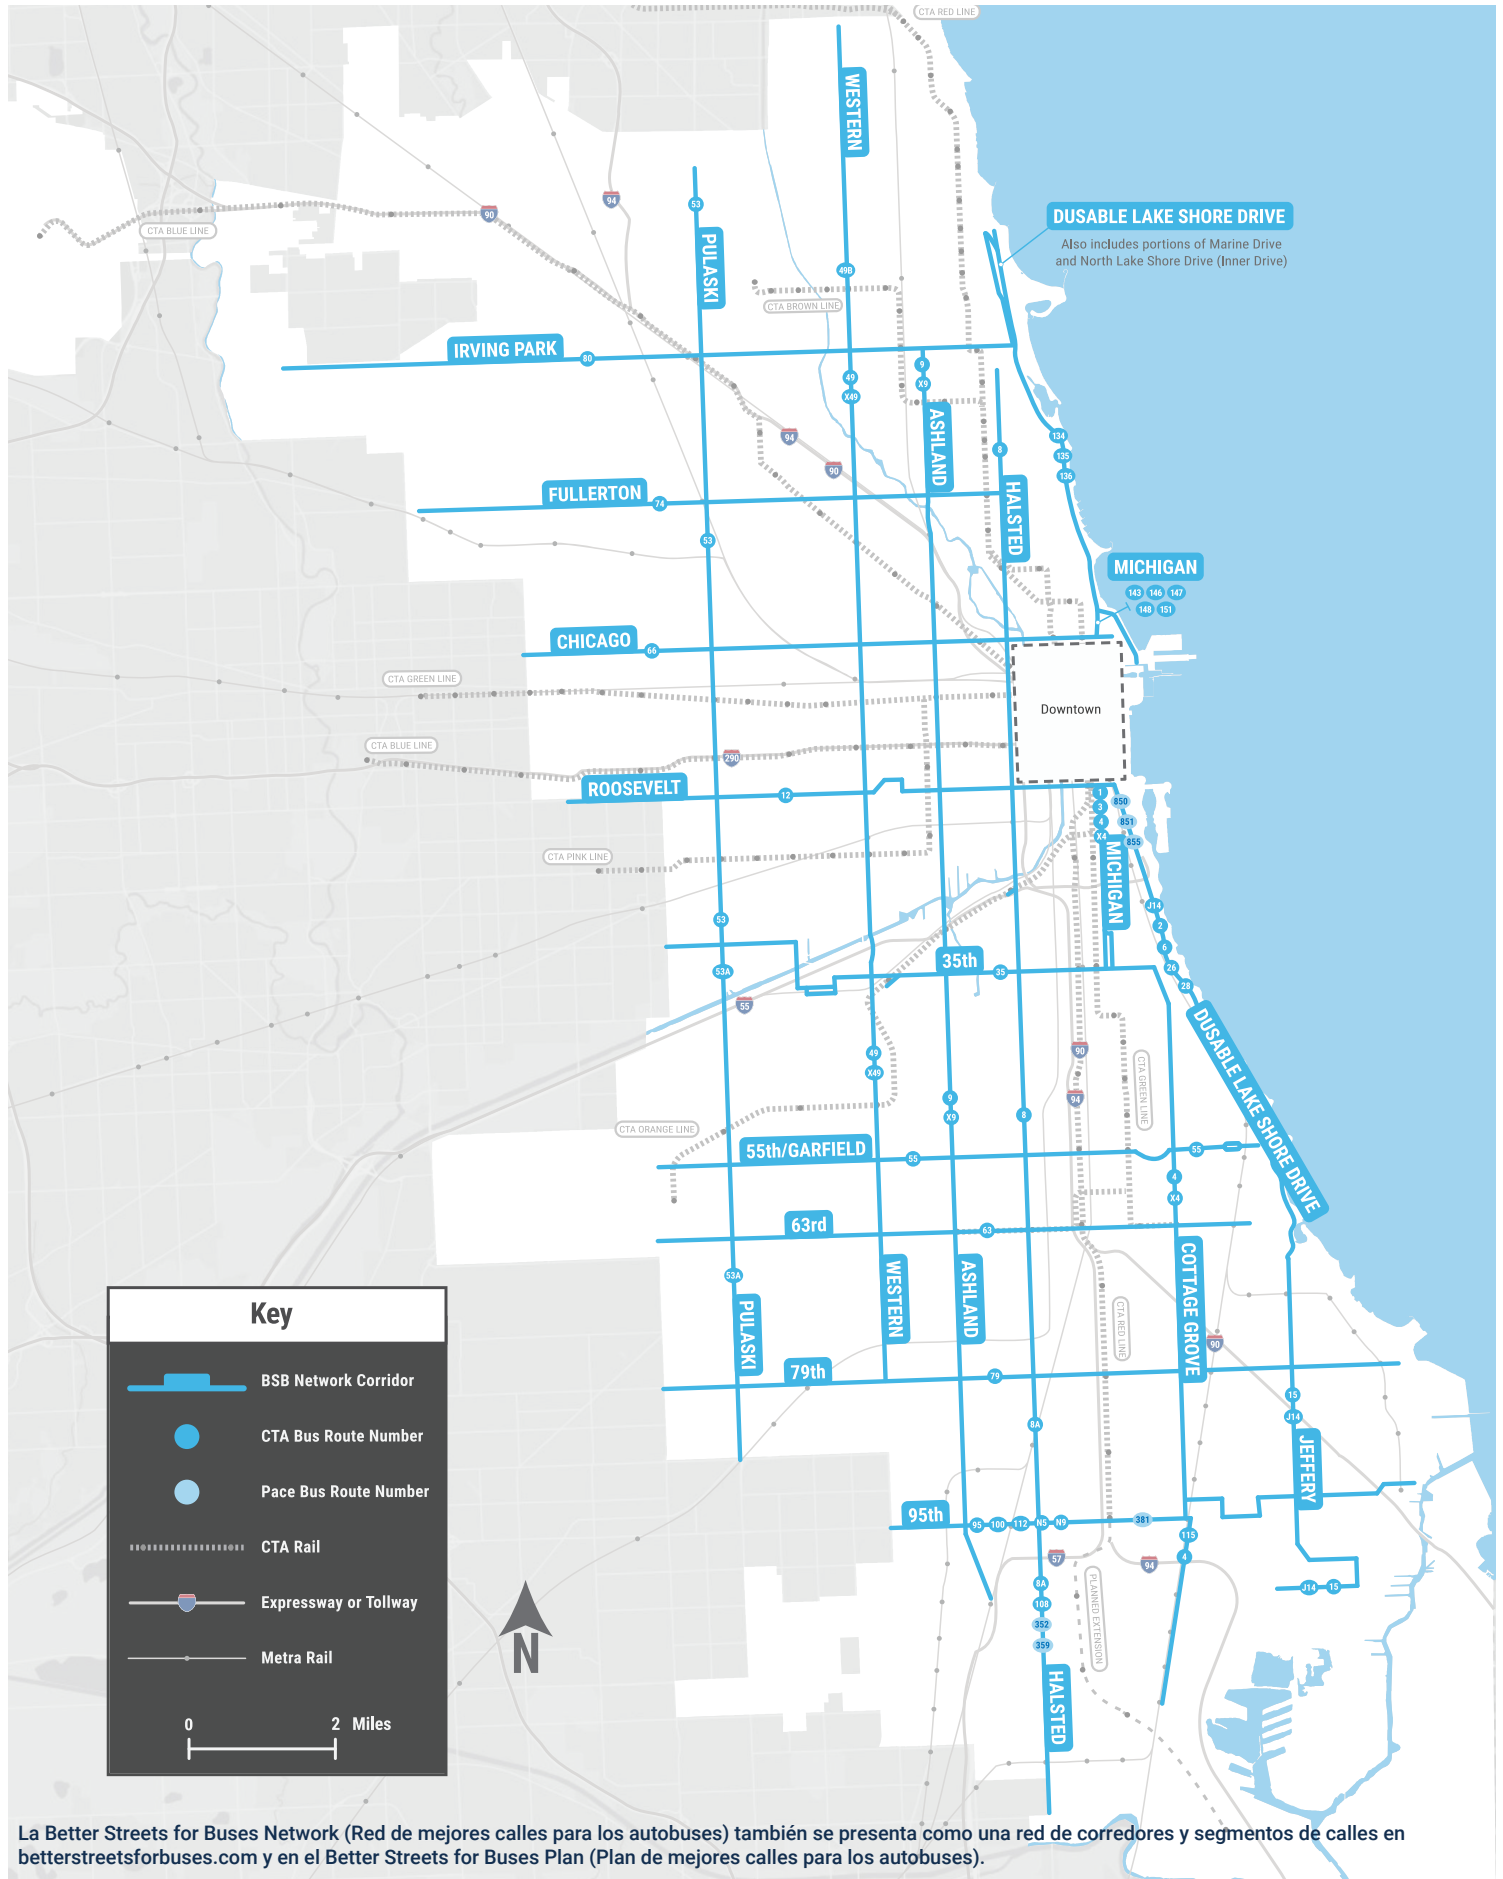 CTA RED LINE
WESTERN
94
53
90
CTA BLUE LINE
DUSABLE LAKE SHORE DRIVE
Also includes portions of Marine Drive
and North Lake Shore Drive (Inner Drive)
PULASKI
49B
CTA BROWN LINE
IRVING PARK
80
9
49
X9
X49
ASHLAND
94
134
8
135
90
136
HALSTED
FULLERTON
74
53
MICHIGAN
143 146 147
148 151
CHICAGO
66
CTA GREEN LINE
Downtown
CTA BLUE LINE
290
ROOSEVELT
12
1
3
4
X4
850
851
855
MICHIGAN
CTA PINK LINE
J14
2
6
26
28
53
35th
35
53A
55
DUSABLE LAKE SHORE DRIVE
49
X49
90
94
CTA GREEN LINE
9
X9
8
CTA ORANGE LINE
55th/GARFIELD
55
55
4
X4
63rd
63
53A
WESTERN
ASHLAND
COTTAGE GROVE
PULASKI
CTA RED LINE
90
79th
79
15
J14
8A
JEFFERY
95th
95
100
112
N5
N9
381
115
4
57
94
J14
15
8A
108
352
359
PLANNED EXTENSION
HALSTED
Key
BSB Network Corridor
CTA Bus Route Number
Pace Bus Route Number
CTA Rail
Expressway or Tollway
Metra Rail
0 2 Miles
N
La Better Streets for Buses Network (Red de mejores calles para los autobuses) también se presenta como una red de corredores y segmentos de calles en
betterstreetsforbuses.com y en el Better Streets for Buses Plan (Plan de mejores calles para los autobuses).